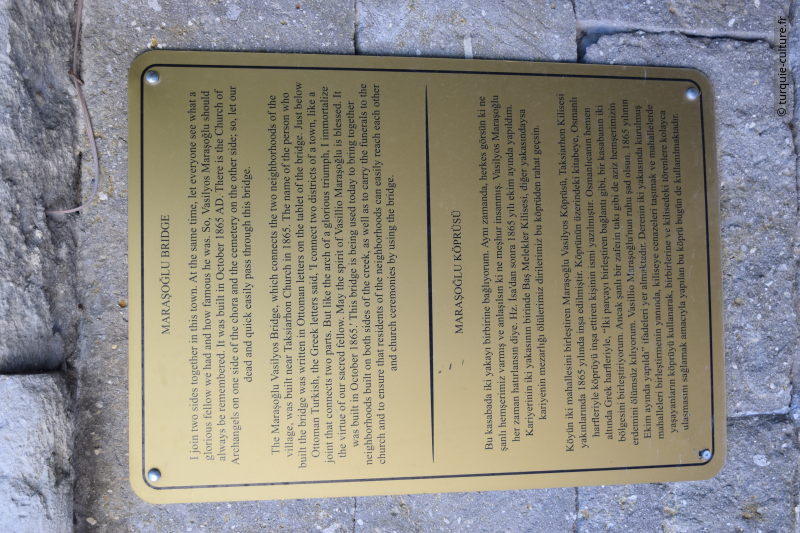 MARAŞOĞLU BRIDGE
I join two sides together in this town. At the same time, let everyone see what a
glorious fellow we had and how famous he was. So, Vasilyos Maraşoğlu should
always be remembered. It was built in October 1865 AD. There is the Church of
Archangels on one side of the chora and the cemetery on the other side; so, let our
dead and quick easily pass through this bridge.
The Maraşoğlu Vasilyos Bridge, which connects the two neighborhoods of the
village, was built near Taksiarhon Church in 1865. The name of the person who
built the bridge was written in Ottoman letters on the tablet of the bridge. Just below
Ottoman Turkish, the Greek letters said, 'I connect two districts of a town, like a
joint that connects two parts. But like the arch of a glorious triumph, I immortalize
the virtue of our sacred fellow. May the spirit of Vasillio Maraşoğlu is blessed. It
was built in October 1865.' This bridge is being used today to bring together
neighborhoods built on both sides of the creek, as well as to carry the funerals to the
church and to ensure that residents of the neighborhoods can easily reach each other
and church ceremonies by using the bridge.
MARAŞOĞLU KÖPRÜSÜ
Bu kasabada iki yakayı birbirine bağlıyorum. Aynı zamanda, herkes görsün ki ne
şanlı hemşerimiz varmış ve anlaşılsın ki ne meşhur insanmış. Vasilyos Maraşoğlu
her zaman hatırlansın diye. Hz. İsa'dan sonra 1865 yılı ekim ayında yapıldım.
Kariyerinin iki yakasının birinde Baş Melekler Kilisesi, diğer yakasındaysa
kariyenin mezarlığı ölülerimiz dirilerimiz bu köprüden rahat geçsin.
Köyün iki mahallesini birleştiren Maraşoğlu Vasilyos Köprüsü, Taksiarhon Kilisesi
yakınlarında 1865 yılında inşa edilmiştir. Köprünün üzerindeki kitabeye, Osmanlı
harfleriyle köprüyü inşa ettiren kişinin ismi yazılmıştır. Osmanlıcanın hemen
altında Grek harfleriyle, "İki parçayı birleştiren bağlantı gibi, bir kasabanın iki
bölgesini birleştiriyorum. Ancak şanlı bir zaferin takı gibi de aziz hemşerimizin
erdemini ölümsüz kılıyorum. Vasilio Maraşoğlu'nun ruhu şad olsun. 1865 yılının
Ekim ayında yapıldı" ifadeleri yer almaktadır. Derenin iki yakasında kurulmuş
mahalleleri birleştirmenin yanında, kiliseye cenazeleri taşımak ve mahallelerde
yaşayanların köprüyü kullanarak, birbirlerine ve kilisedeki törenlere kolayca
ulaşmasını sağlamak amacıyla yapılan bu köprü bugün de kullanılmaktadır.
© turquie-culture.fr